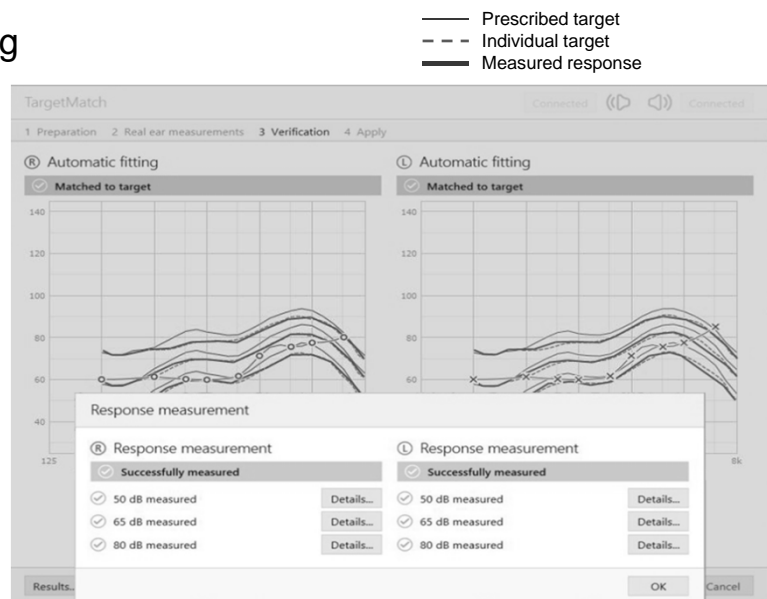 g
Prescribed target
Individual target
Measured response
TargetMatch
Connected
Connected
1 Preparation 2 Real ear measurements 3 Verification 4 Apply
R Automatic fitting
L Automatic fitting
Matched to target
Matched to target
140
120
100
80
60
40
125
140
120
100
80
60
8k
Response measurement
R Response measurement
L Response measurement
Successfully measured
Successfully measured
50 dB measured Details...
50 dB measured Details...
65 dB measured Details...
65 dB measured Details...
80 dB measured Details...
80 dB measured Details...
Results..
OK
Cancel